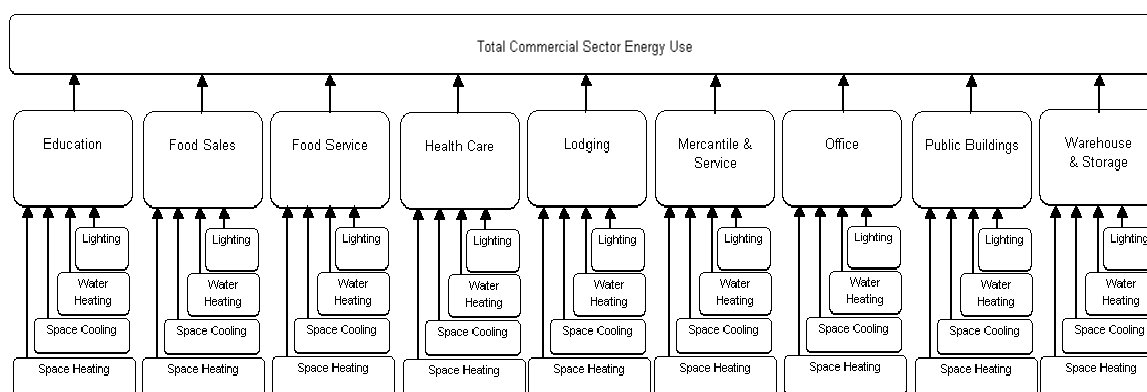 Total Commercial Sector Energy Use
Education
Food Sales
Food Service
Health Care
Lodging
Mercantile &
Service
Office
Public Buildings
Warehouse
& Storage
Lighting
Lighting
Lighting
Lighting
Lighting
Lighting
Lighting
Lighting
Lighting
Water
Heating
Water
Heating
Water
Heating
Water
Heating
Water
Heating
Water
Heating
Water
Heating
Water
Heating
Water
Heating
Space Cooling
Space Cooling
Space Cooling
Space Cooling
Space Cooling
Space Cooling
Space Cooling
Space Cooling
Space Cooling
Space Heating
Space Heating
Space Heating
Space Heating
Space Heating
Space Heating
Space Heating
Space Heating
Space Heating